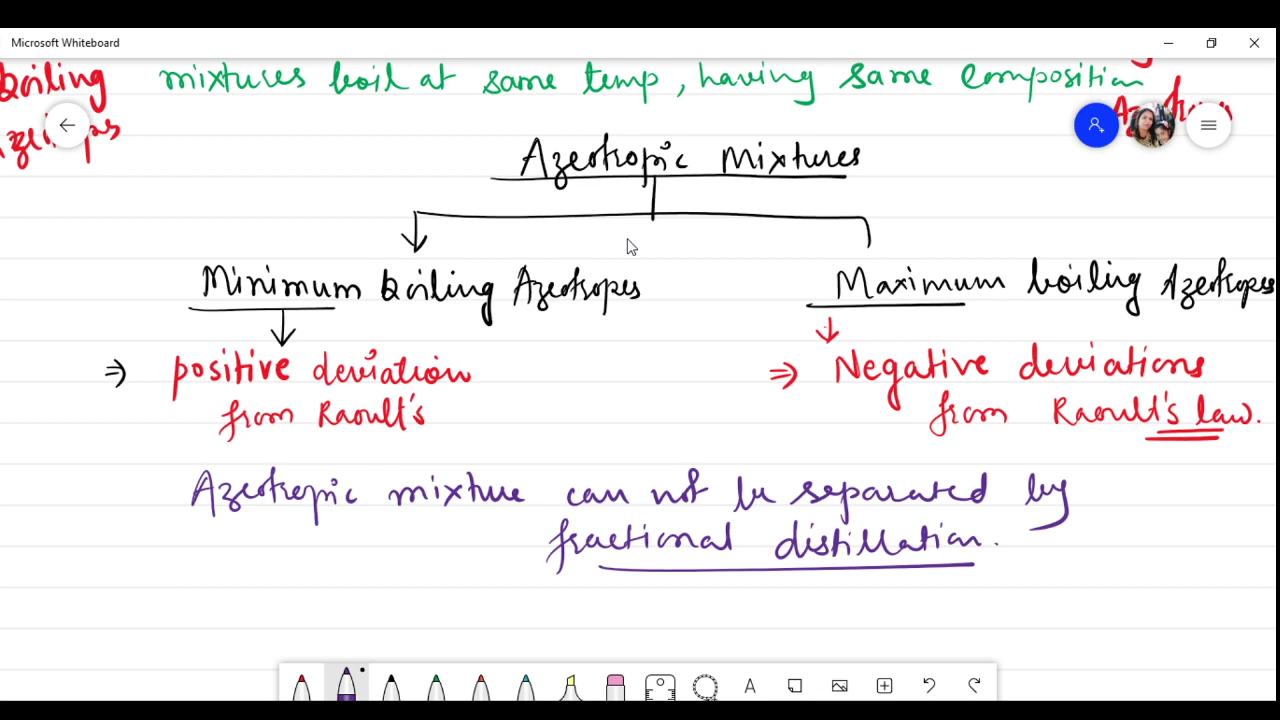 Microsoft Whiteboard
boiling mixtures boil at same temp, having same composition
Azeotropic Mixtures
Minimum boiling Azeotropes Maximum boiling Azeotropes
⇒ positive deviation ⇒ Negative deviations
from Raoult's from Raoult's law.
Azeotropic mixture can not be separated by
fractional distillation.
A